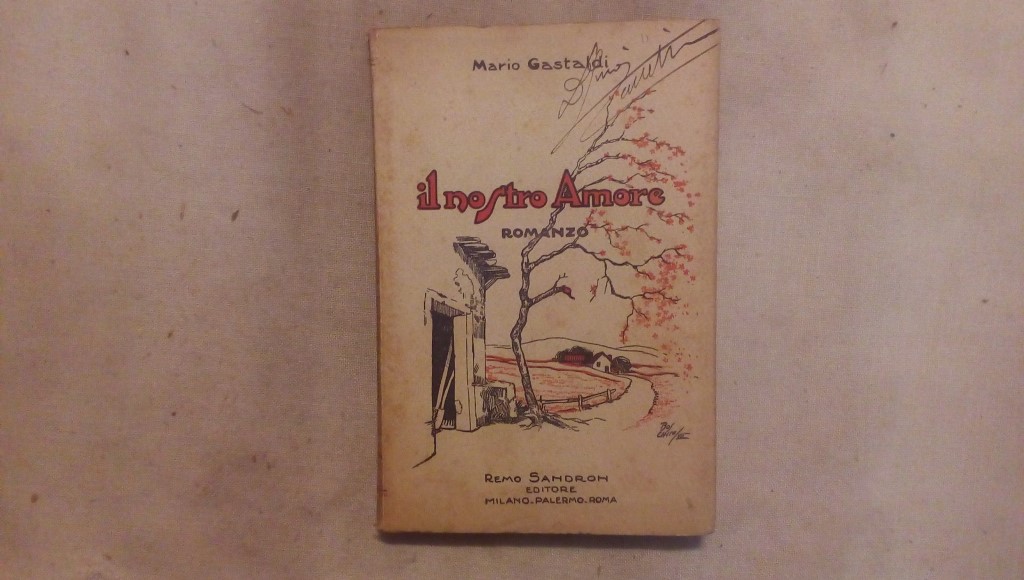 Mario Gastaldi
il nostro Amore
ROMANZO
REMO SANDRON
EDITORE
MILANO-PALERMO-ROMA